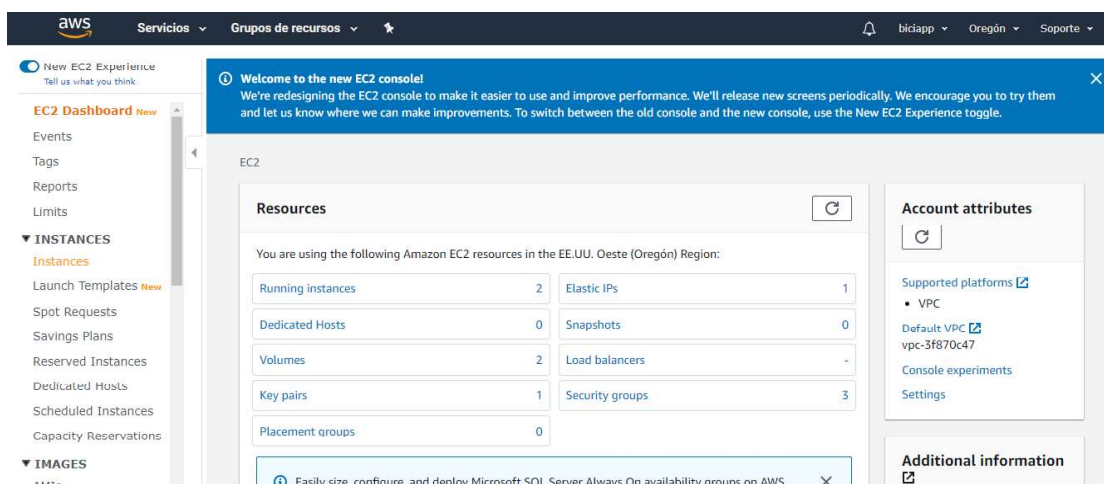 aws Servicios Grupos de recursos biciapp Oregón Soporte
New EC2 Experience
Tell us what you think
EC2 Dashboard New
Events
Tags
Reports
Limits
INSTANCES
Instances
Launch Templates New
Spot Requests
Savings Plans
Reserved Instances
Dedicated Hosts
Scheduled Instances
Capacity Reservations
IMAGES
Welcome to the new EC2 console!
We're redesigning the EC2 console to make it easier to use and improve performance. We'll release new screens periodically. We encourage you to try them
and let us know where we can make improvements. To switch between the old console and the new console, use the New EC2 Experience toggle.
EC2
Resources
You are using the following Amazon EC2 resources in the EE.UU. Oeste (Oregón) Region:
Running instances 2 Elastic IPs 1
Dedicated Hosts 0 Snapshots 0
Volumes 2 Load balancers -
Key pairs 1 Security groups 3
Placement groups 0
Easily size, configure, and deploy Microsoft SQL Server Always On availability groups on AWS
Account attributes
Supported platforms
• VPC
Default VPC
vpc-3f870c47
Console experiments
Settings
Additional information